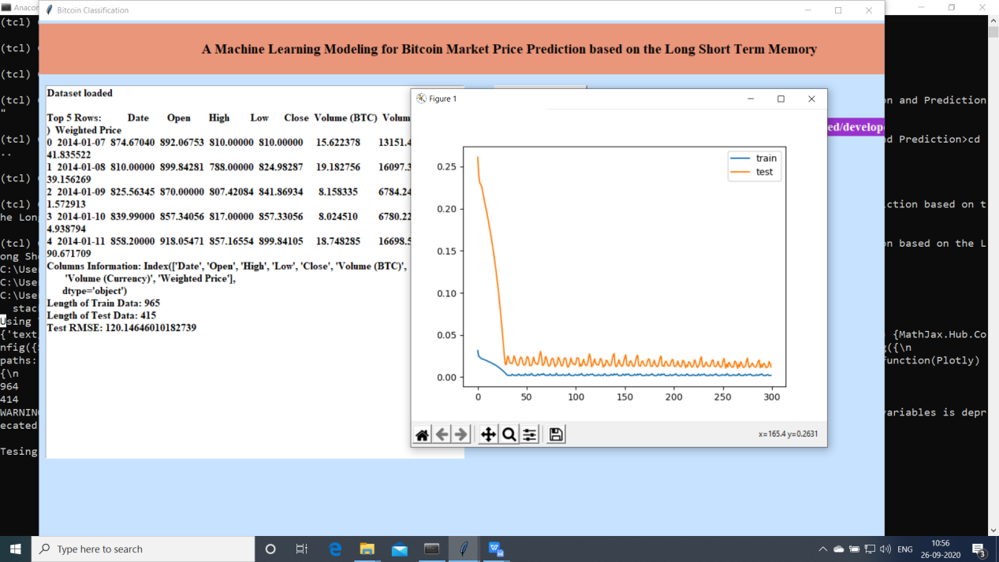 Anacon
Bitcoin Classification
A Machine Learning Modeling for Bitcoin Market Price Prediction based on the Long Short Term Memory
Dataset loaded
Top 5 Rows: Date Open High Low Close Volume (BTC) Volum
) Weighted Price
0 2014-01-07 874.67040 892.06753 810.00000 810.00000 15.622378 13151.4
41.835522
1 2014-01-08 810.00000 899.84281 788.00000 824.98287 19.182756 16097.3
39.156269
2 2014-01-09 825.56345 870.00000 807.42084 841.86934 8.158335 6784.24
1.572913
3 2014-01-10 839.99000 857.34056 817.00000 857.33056 8.024510 6780.22
4.938794
4 2014-01-11 858.20000 918.05471 857.16554 899.84105 18.748285 16698.5
90.671709
Columns Information: Index(['Date', 'Open', 'High', 'Low', 'Close', 'Volume (BTC)',
'Volume (Currency)', 'Weighted Price'],
dtype='object')
Length of Train Data: 965
Length of Test Data: 415
Test RMSE: 120.14646010182739
Figure 1
train
test
0.25
0.20
0.15
0.10
0.05
0.00
0 50 100 150 200 250 300
x=165.4 y=0.2631
ed/develop
(tcl)
(tcl)
(tcl)
(tcl)
on and Prediction
"
(tcl)
d Prediction>cd
..
(tcl)
(tcl)
ction based on t
he Lon
(tcl)
on based on the L
ong Sh
C:\Use
C:\Use
C:\Use
stac
Using
{'text
{MathJax.Hub.Co
nfig({
({\n
paths:
function(Plotly)
{\n
964
414
WARNIN
variables is depr
ecated
Tesing
Type here to search
ENG
10:56
26-09-2020
3